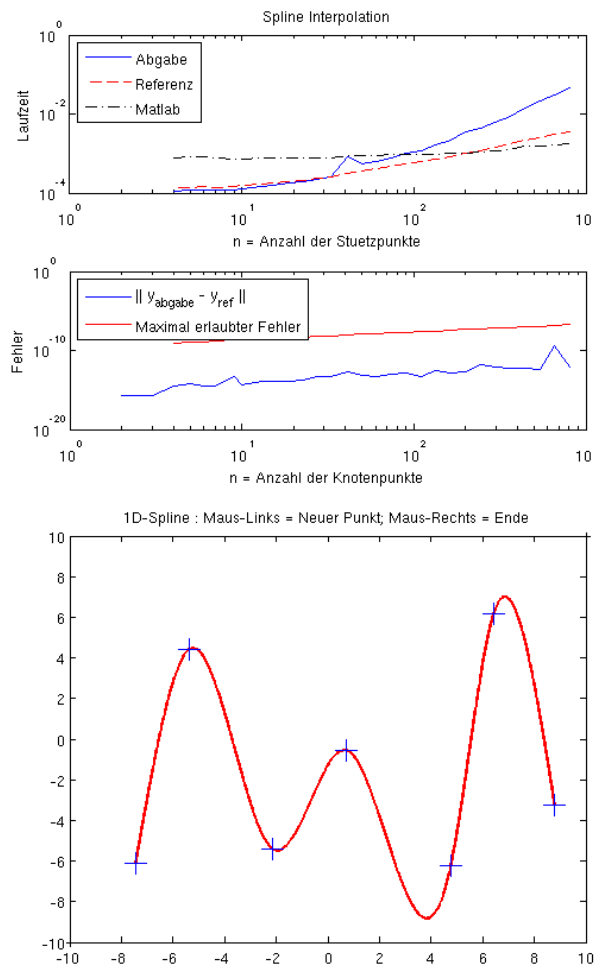 Spline Interpolation
10^0
10^-2
10^-4
Laufzeit
Abgabe
Referenz
Matlab
10^0
10^1
10^2
10
n = Anzahl der Stuetzpunkte
10^0
10^-10
10^-20
Fehler
|| y_abgabe - y_ref ||
Maximal erlaubter Fehler
10^0
10^1
10^2
10
n = Anzahl der Knotenpunkte
1D-Spline : Maus-Links = Neuer Punkt; Maus-Rechts = Ende
10
8
6
4
2
0
-2
-4
-6
-8
-10
-10 -8 -6 -4 -2 0 2 4 6 8 10